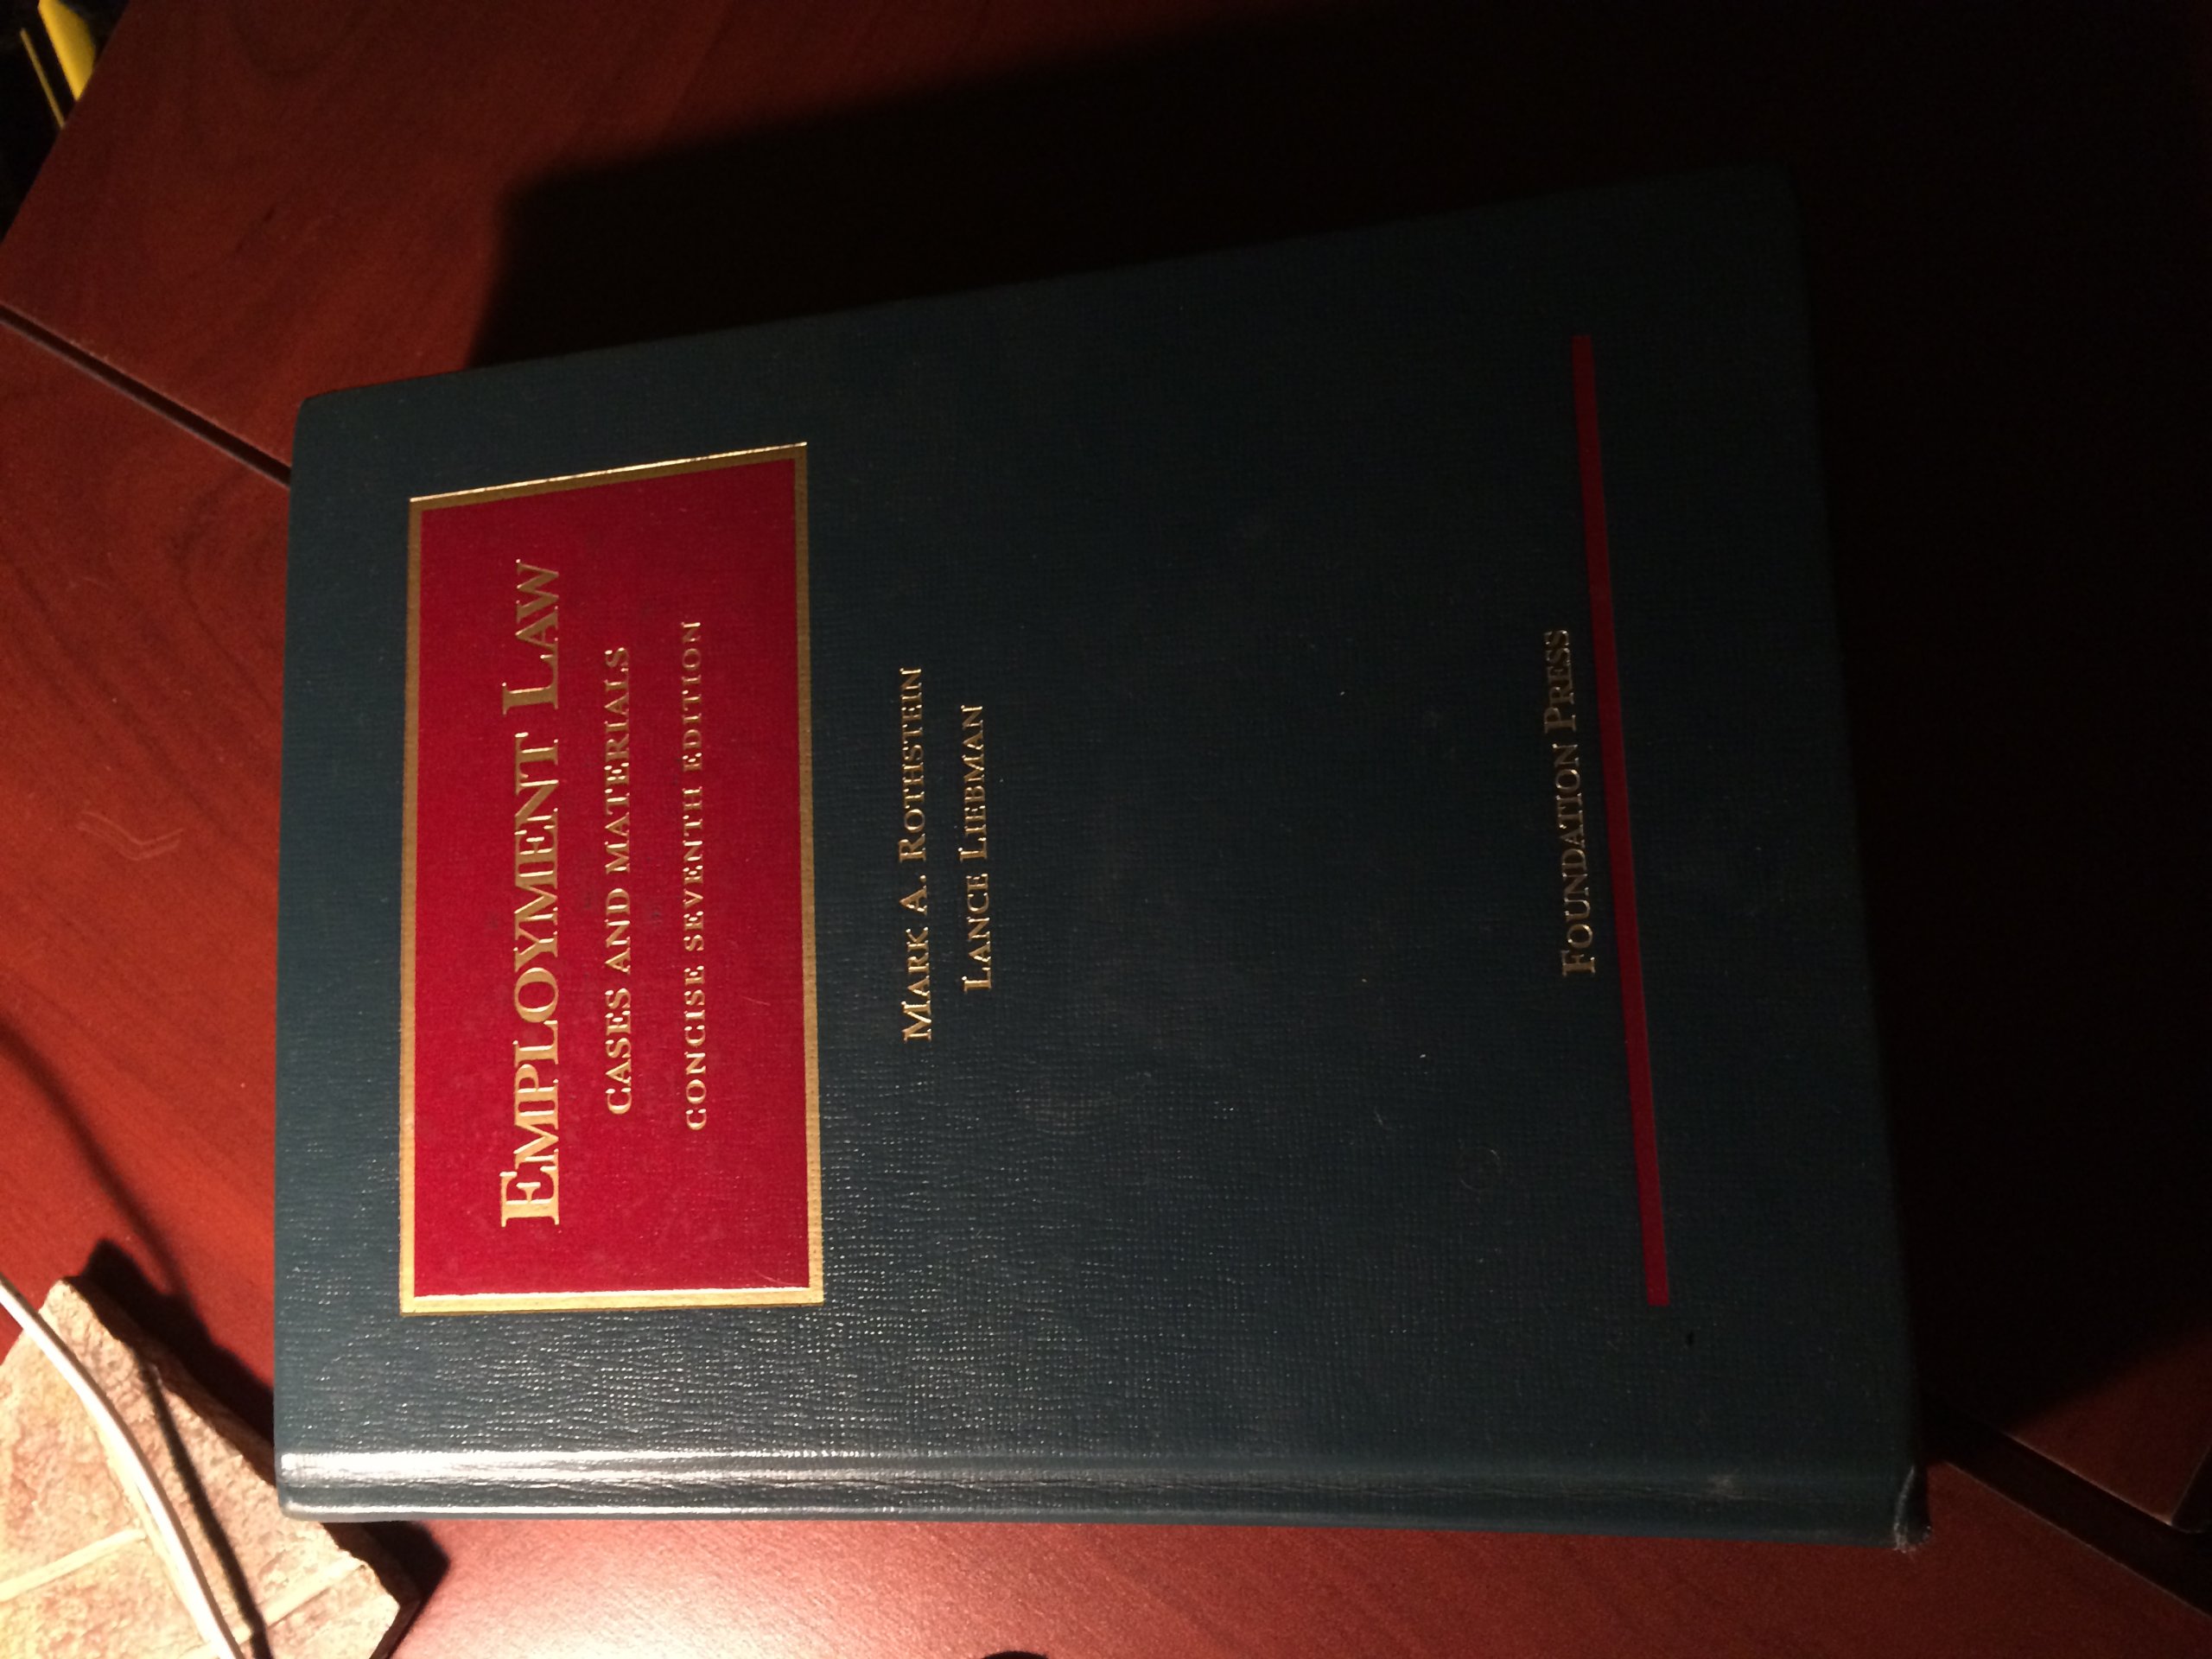 EMPLOYMENT LAW
CASES AND MATERIALS
CONCISE SEVENTH EDITION
MARK A. ROTHSTEIN
LANCE LIEBMAN
FOUNDATION PRESS